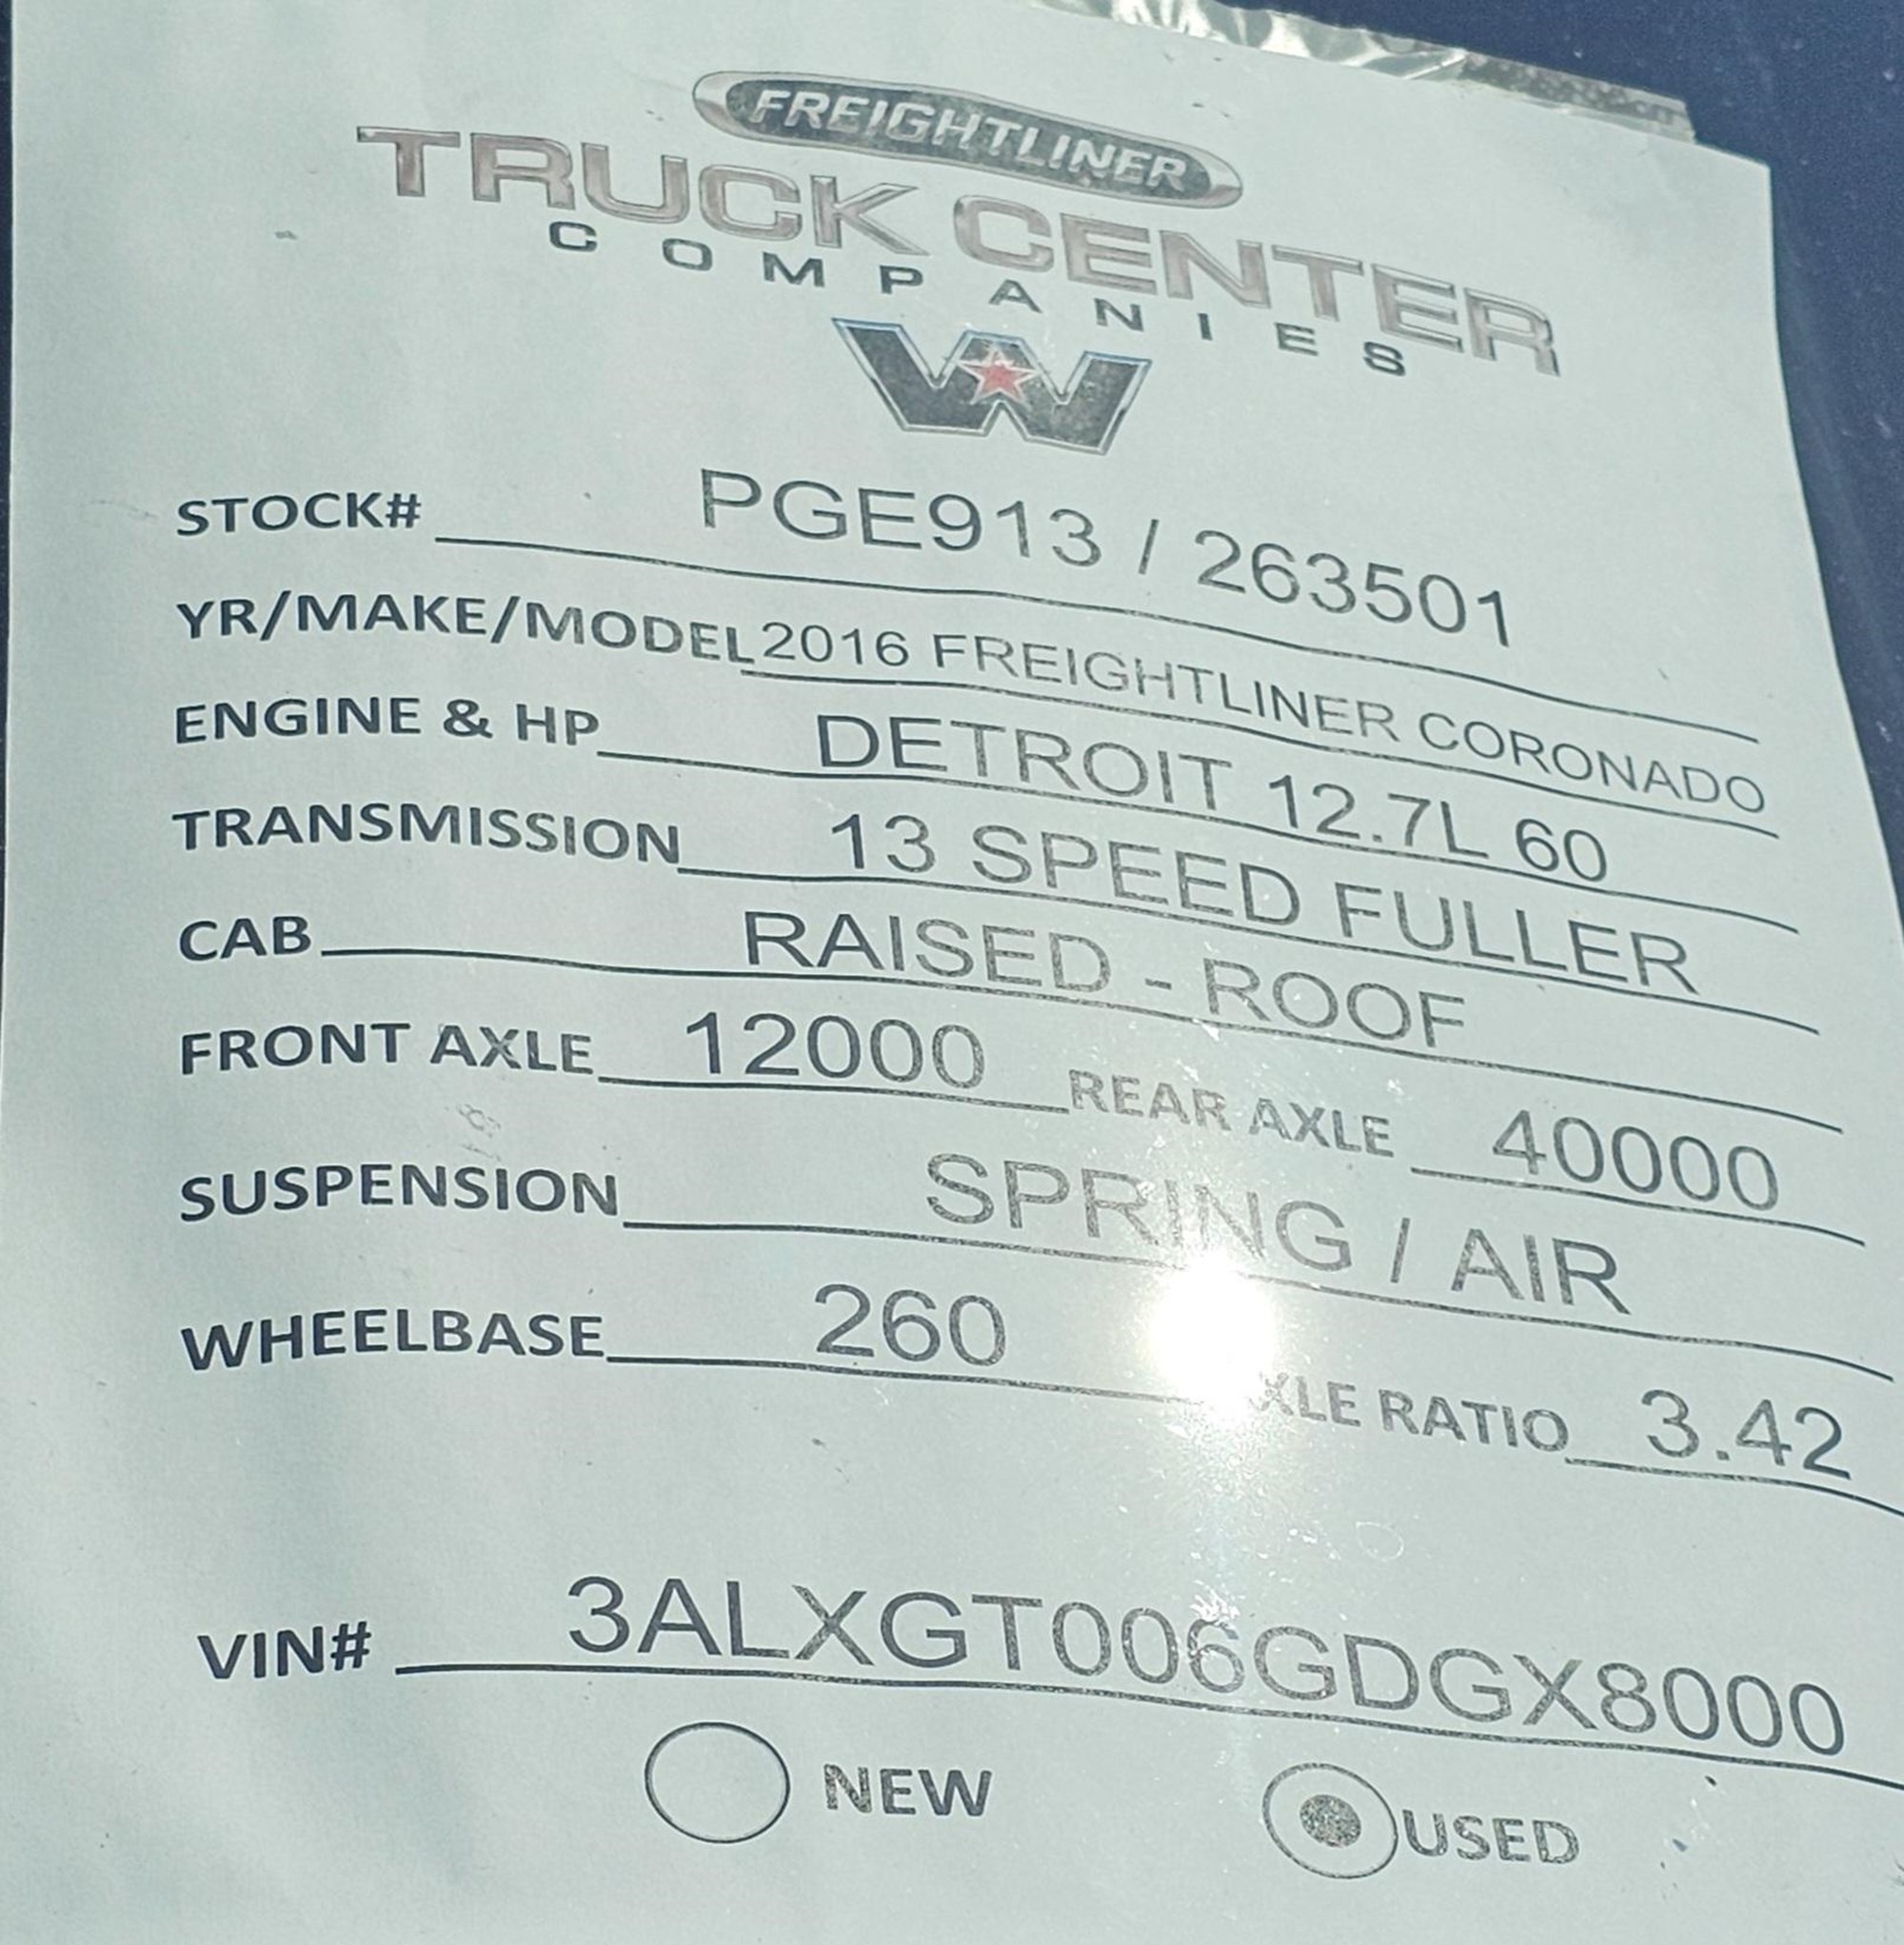 FREIGHTLINER
TRUCK CENTER
COMPANIES
STOCK# PGE913 / 263501
YR/MAKE/MODEL 2016 FREIGHTLINER CORONADO
ENGINE & HP DETROIT 12.7L 60
TRANSMISSION 13 SPEED FULLER
CAB RAISED - ROOF
FRONT AXLE 12000 REAR AXLE 40000
SUSPENSION SPRING / AIR
WHEELBASE 260 XLE RATIO 3.42
VIN# 3ALXGT006GDGX8000
NEW USED